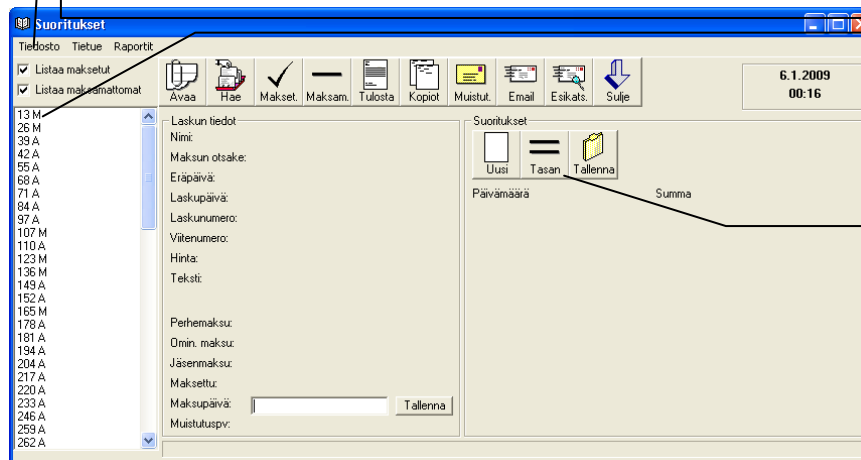 Suoritukset
Tiedosto Tietue Raportit
Listaa maksetut
Listaa maksamattomat
Avaa Hae Makset. Maksam. Tulosta Kopiot Muistut. Email Esikats. Sulje
6.1.2009
00:16
13 M
26 M
39 A
42 A
55 A
68 A
71 A
84 A
97 A
107 M
110 A
123 M
136 M
149 A
152 A
165 M
178 A
181 A
194 A
204 A
217 A
220 A
233 A
246 A
259 A
262 A
Laskun tiedot
Nimi:
Maksun otsake:
Eräpäivä:
Laskupäivä:
Laskunumero:
Viitenumero:
Hinta:
Teksti:
Perhemaksu:
Omin. maksu:
Jäsenmaksu:
Maksettu:
Maksupäivä: Tallenna
Muistutuspv:
Suoritukset
Uusi Tasan Tallenna
Päivämäärä Summa